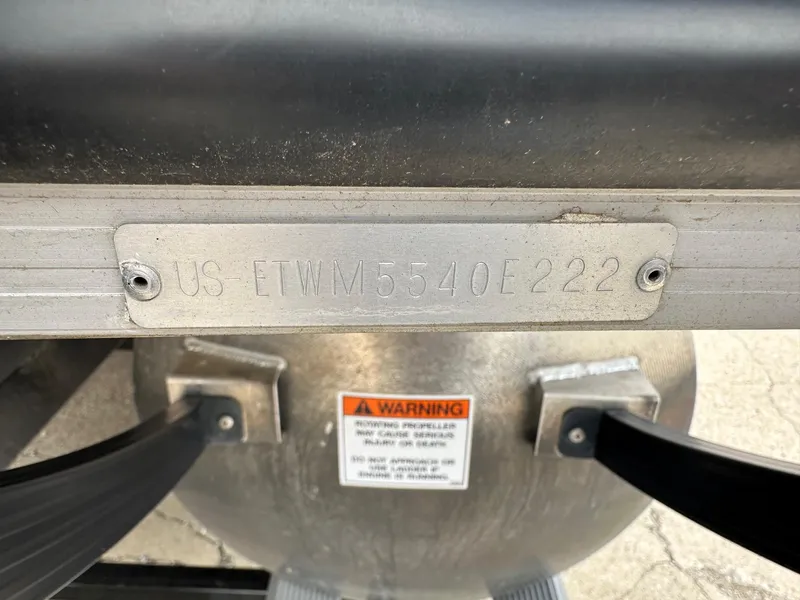 US-ETWM5540E222
WARNING
ROTATING PROPELLER
MAY CAUSE SERIOUS
INJURY OR DEATH
DO NOT APPROACH OR
USE LADDER IF
ENGINE IS RUNNING.